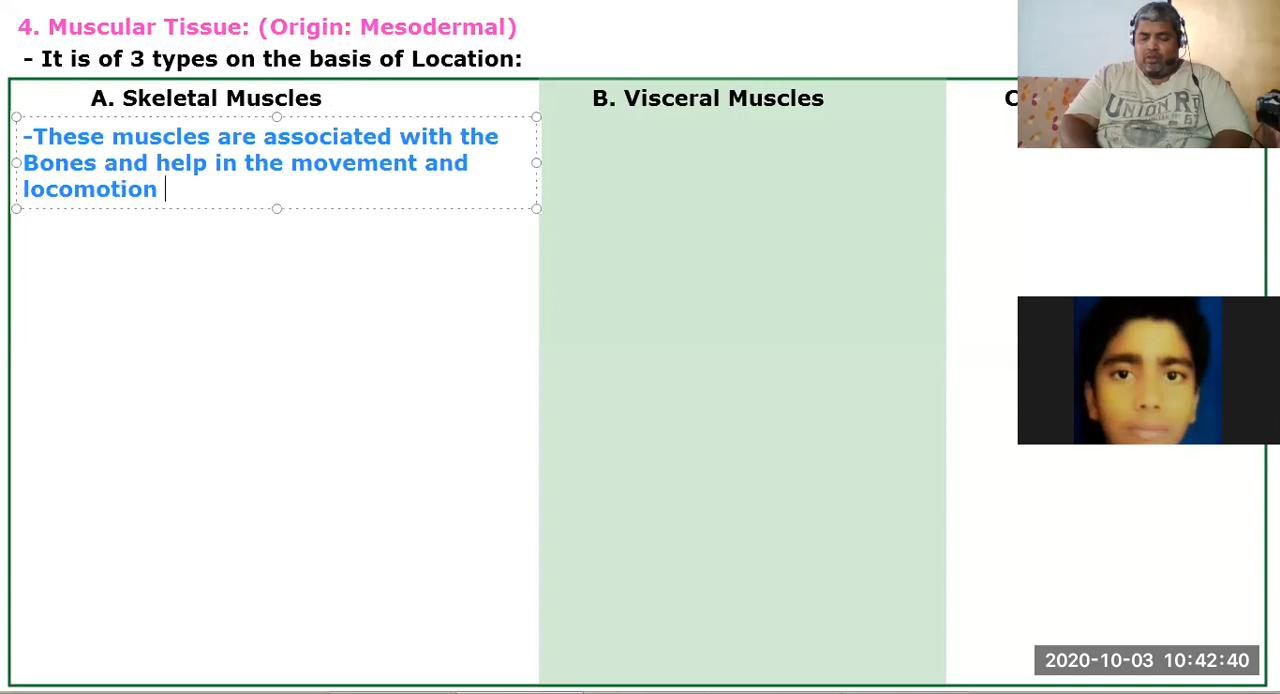 4. Muscular Tissue: (Origin: Mesodermal)
- It is of 3 types on the basis of Location:
A. Skeletal Muscles
B. Visceral Muscles
C
-These muscles are associated with the
Bones and help in the movement and
locomotion
UNION
67
2020-10-03 10:42:40